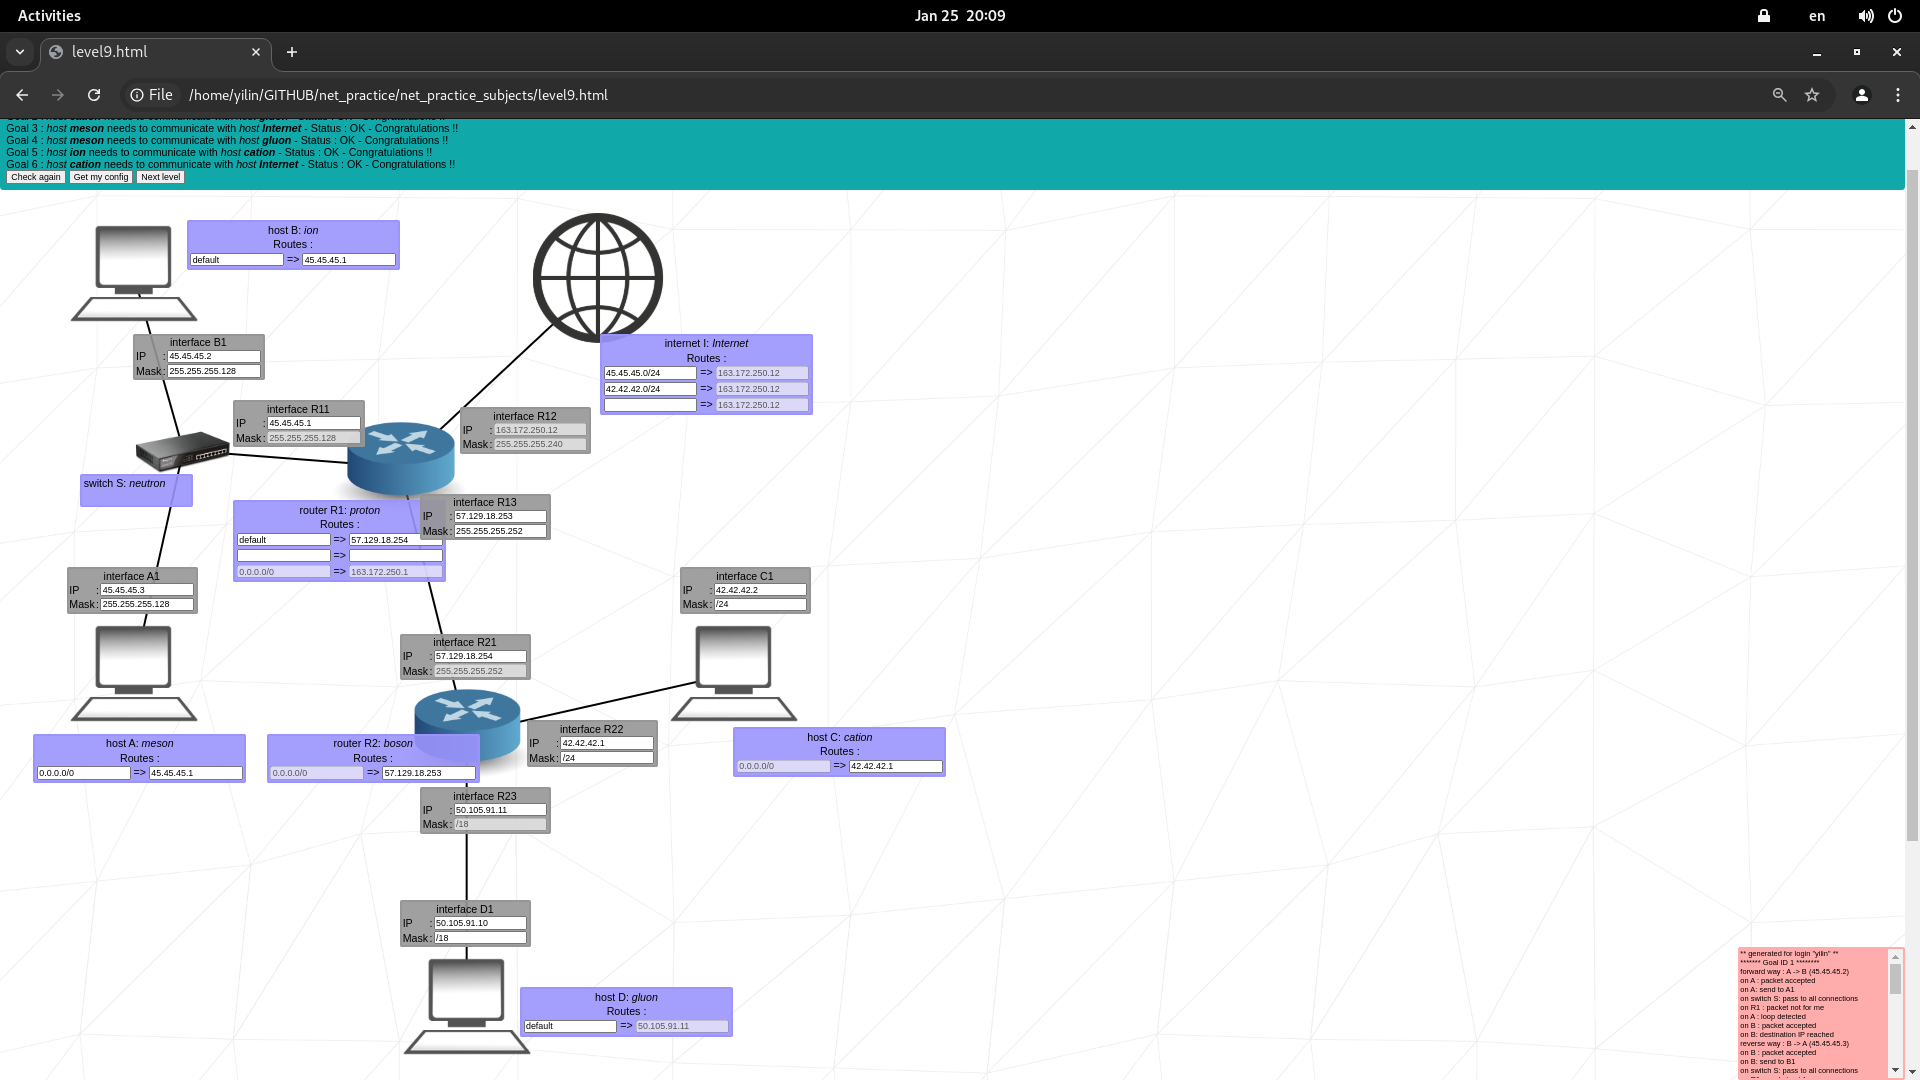 Activities
Jan 25 20:09
en
level9.html
File
/home/yilin/GITHUB/net_practice/net_practice_subjects/level9.html
Goal 3 : host meson needs to communicate with host Internet - Status : OK - Congratulations !!
Goal 4 : host meson needs to communicate with host gluon - Status : OK - Congratulations !!
Goal 5 : host ion needs to communicate with host cation - Status : OK - Congratulations !!
Goal 6 : host cation needs to communicate with host Internet - Status : OK - Congratulations !!
Check again Get my config Next level
host B: ion
Routes :
default => 45.45.45.1
interface B1
IP : 45.45.45.2
Mask : 255.255.255.128
internet I: Internet
Routes :
45.45.45.0/24 => 163.172.250.12
42.42.42.0/24 => 163.172.250.12
=> 163.172.250.12
interface R11
IP : 45.45.45.1
Mask : 255.255.255.128
interface R12
IP : 163.172.250.12
Mask : 255.255.255.240
switch S: neutron
interface R13
IP : 57.129.18.253
Mask : 255.255.255.252
router R1: proton
Routes :
default => 57.129.18.254
=>
0.0.0.0/0 => 163.172.250.1
interface A1
IP : 45.45.45.3
Mask : 255.255.255.128
interface C1
IP : 42.42.42.2
Mask : /24
interface R21
IP : 57.129.18.254
Mask : 255.255.255.252
interface R22
IP : 42.42.42.1
Mask : /24
host A: meson
Routes :
0.0.0.0/0 => 45.45.45.1
router R2: boson
Routes :
0.0.0.0/0 => 57.129.18.253
host C: cation
Routes :
0.0.0.0/0 => 42.42.42.1
interface R23
IP : 50.105.91.11
Mask : /18
interface D1
IP : 50.105.91.10
Mask : /18
host D: gluon
Routes :
default => 50.105.91.11
** generated for login "yilin" **
******* Goal ID 1 ********
forward way : A -> B (45.45.45.2)
on A : packet accepted
on A: send to A1
on switch S: pass to all connections
on R1 : packet not for me
on A : loop detected
on B : packet accepted
on B: destination IP reached
reverse way : B -> A (45.45.45.3)
on B : packet accepted
on B: send to B1
on switch S: pass to all connections